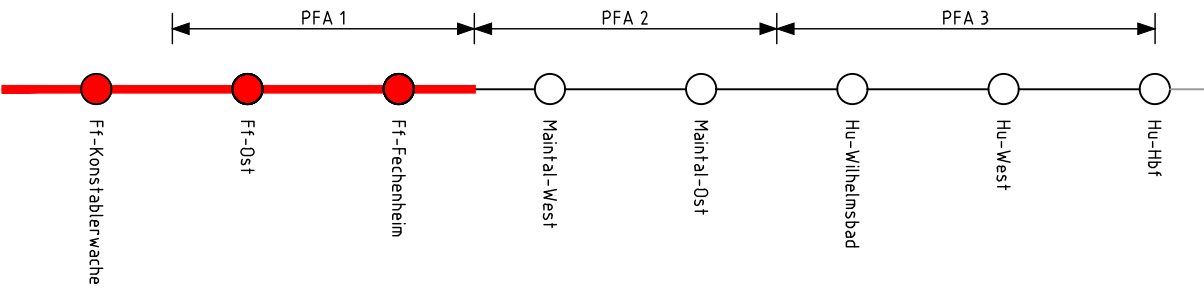 PFA 1
PFA 2
PFA 3
Ff-Konstablerwache
Ff-Ost
Ff-Fechenheim
Maintal-West
Maintal-Ost
Hu-Wilhelmsbad
Hu-West
Hu-Hbf